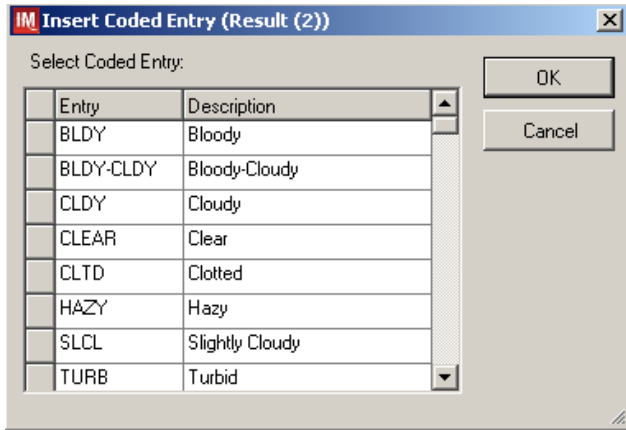 IM Insert Coded Entry (Result (2))
Select Coded Entry:
OK
Cancel
Entry Description
BLDY Bloody
BLDY-CLDY Bloody-Cloudy
CLDY Cloudy
CLEAR Clear
CLTD Clotted
HAZY Hazy
SLCL Slightly Cloudy
TURB Turbid